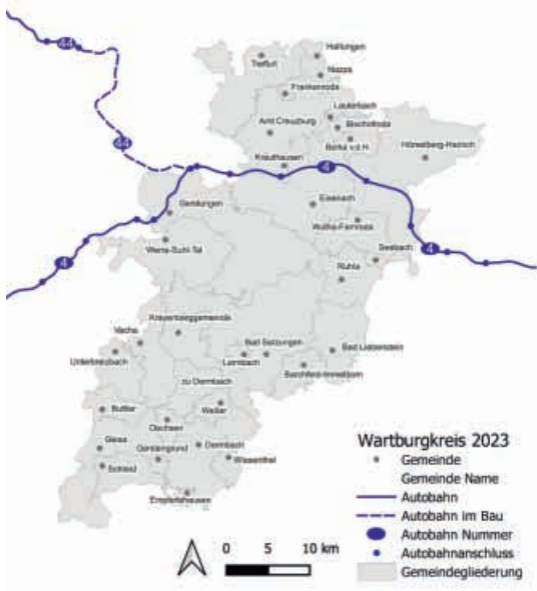 44
Treffurt
Hallungen
Nazza
Frankenroda
Lauterbach
Amt Creuzburg
Bischofroda
Berka v.d.H.
Hörselberg-Hainich
44
Krauthausen
4
Gerstungen
Eisenach
Wutha-Farnroda
Werra-Suhl-Tal
Seebach
4
4
Ruhla
Krayenberggemeinde
Vacha
Bad Salzungen
Bad Liebenstein
Unterbreizbach
Leimbach
Barchfeld-Immelborn
zu Dermbach
Buttlar
Weilar
Oechsen
Geisa
Dermbach
Gerstengrund
Wiesenthal
Schleid
Empfertshausen
Wartburgkreis 2023
Gemeinde
Gemeinde Name
Autobahn
Autobahn im Bau
Autobahn Nummer
Autobahnanschluss
Gemeindegliederung
0 5 10 km